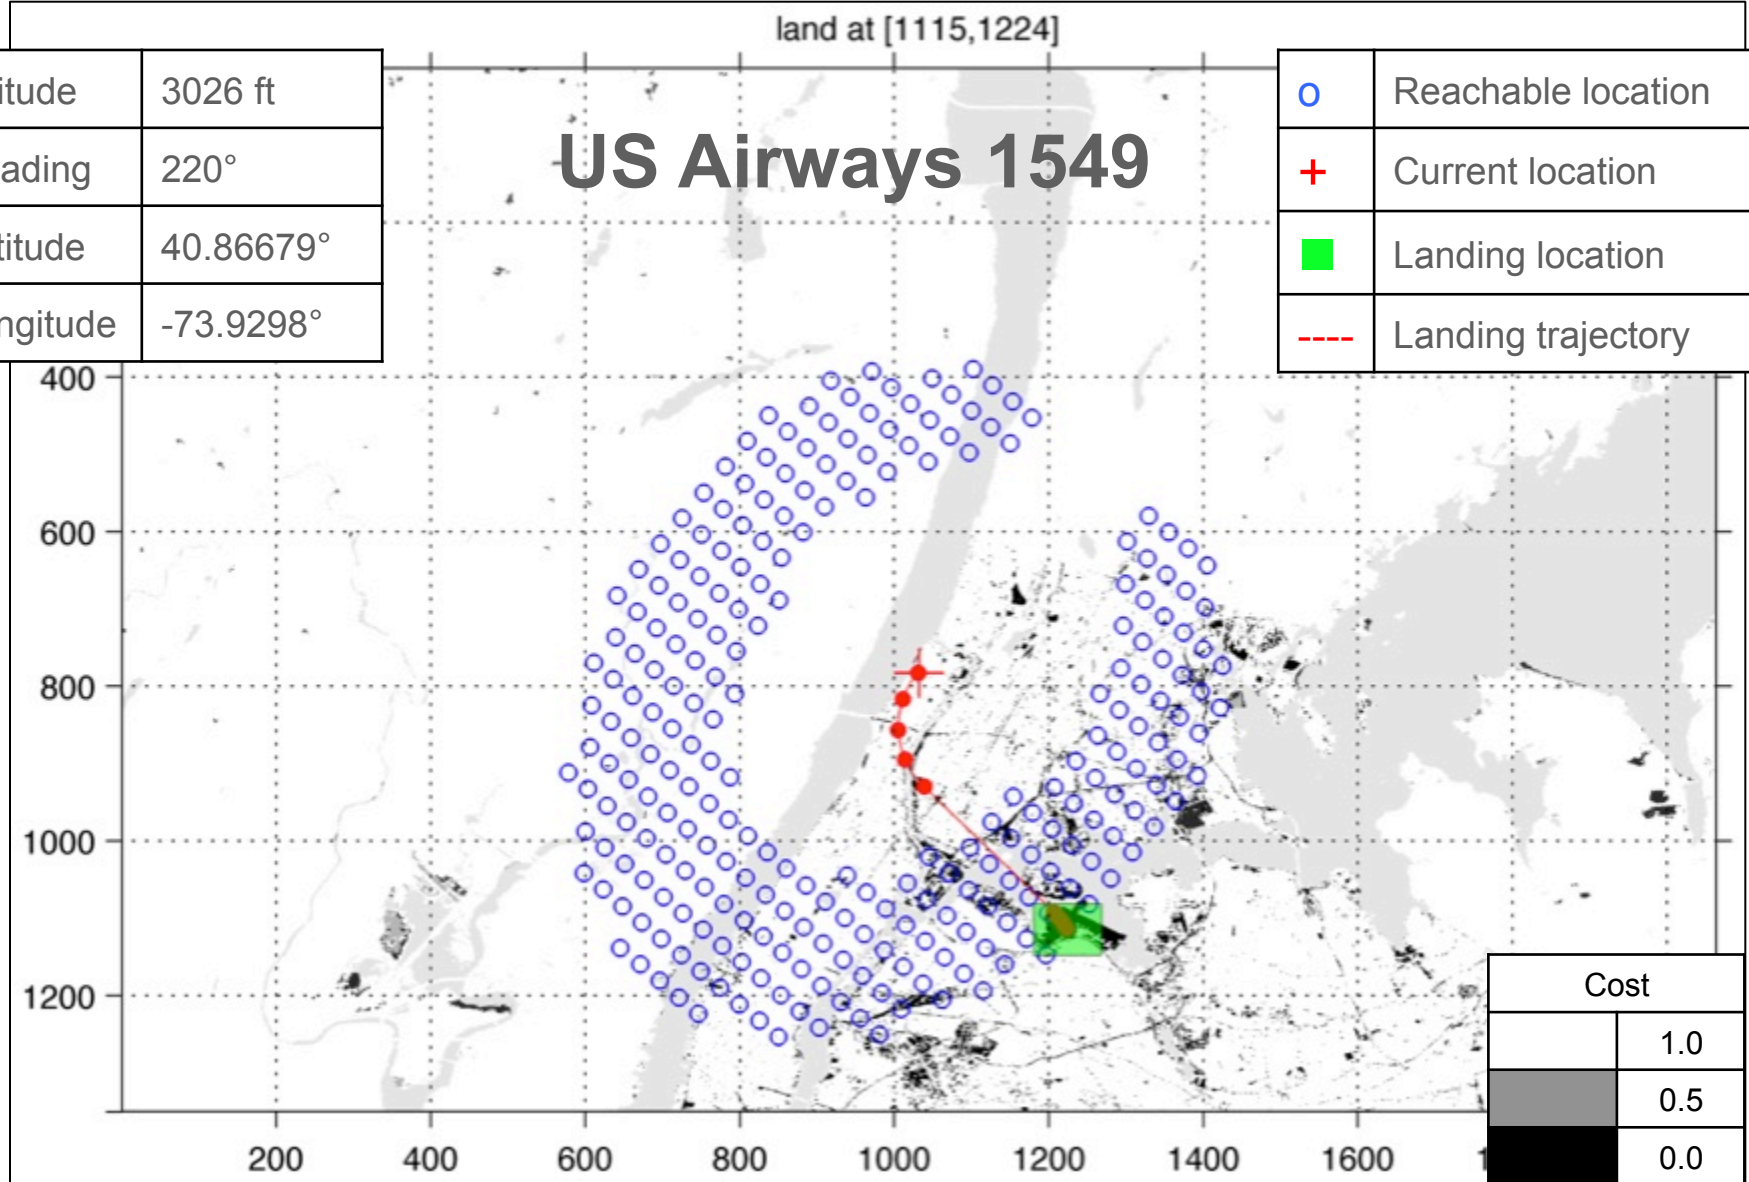 land at [1115,1224]
itude 3026 ft
ading 220°
titude 40.86679°
ngitude -73.9298°
US Airways 1549
o Reachable location
+ Current location
Landing location
---- Landing trajectory
400
600
800
1000
1200
200 400 600 800 1000 1200 1400 1600
Cost
1.0
0.5
0.0